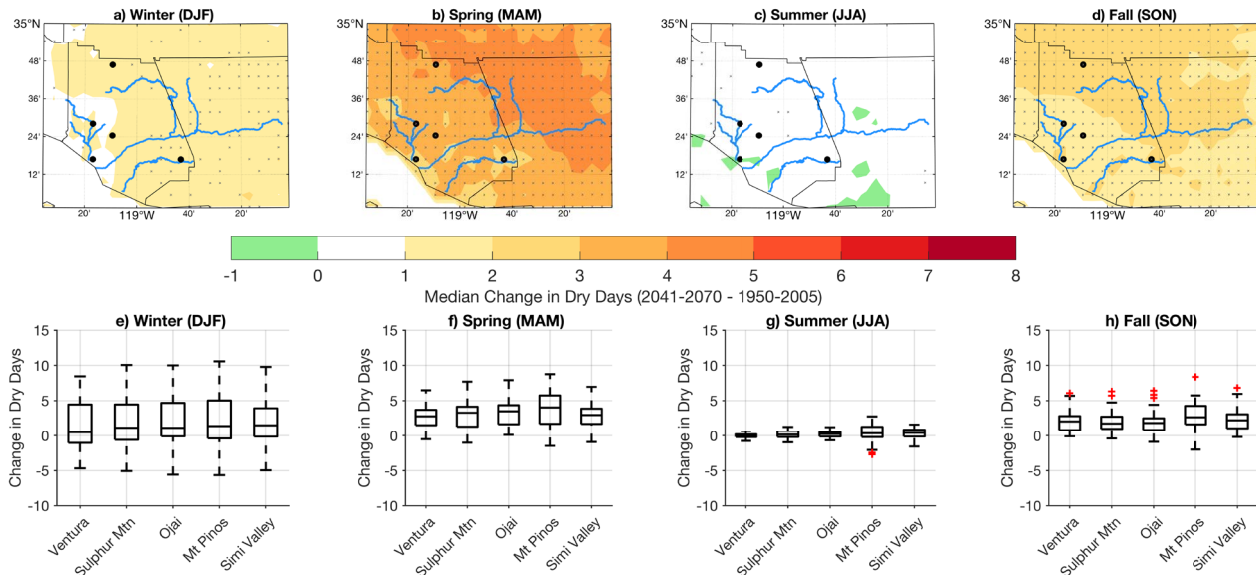 a) Winter (DJF)
35°N
48'
36'
24'
12'
20'
119°W
40'
20'
b) Spring (MAM)
35°N
48'
36'
24'
12'
20'
119°W
40'
20'
c) Summer (JJA)
35°N
48'
36'
24'
12'
20'
119°W
40'
20'
d) Fall (SON)
35°N
48'
36'
24'
12'
20'
119°W
40'
20'
-1 0 1 2 3 4 5 6 7 8
Median Change in Dry Days (2041-2070 - 1950-2005)
e) Winter (DJF)
Change in Dry Days
15
10
5
0
-5
-10
Ventura
Sulphur Mtn
Ojai
Mt Pinos
Simi Valley
f) Spring (MAM)
Change in Dry Days
15
10
5
0
-5
-10
Ventura
Sulphur Mtn
Ojai
Mt Pinos
Simi Valley
g) Summer (JJA)
Change in Dry Days
15
10
5
0
-5
-10
Ventura
Sulphur Mtn
Ojai
Mt Pinos
Simi Valley
h) Fall (SON)
Change in Dry Days
15
10
5
0
-5
-10
Ventura
Sulphur Mtn
Ojai
Mt Pinos
Simi Valley